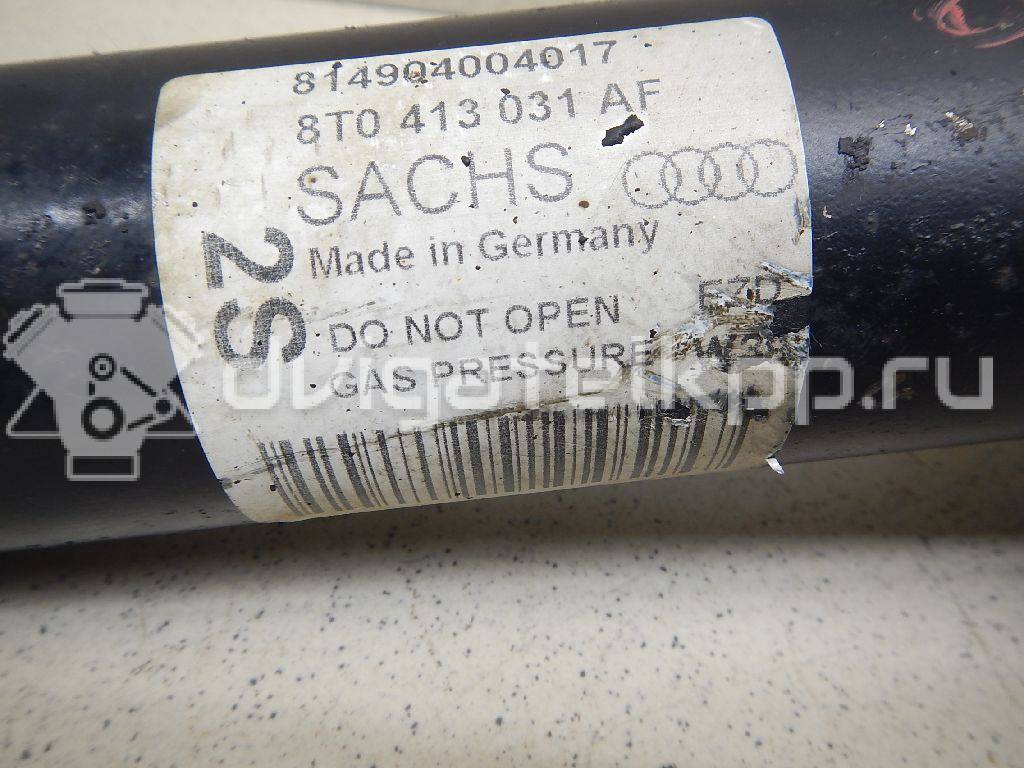 814904004017
8T0 413 031 AF
SACHS
2S
Made in Germany
DO NOT OPEN
GAS PRESSURE
dvigatelkpp.ru